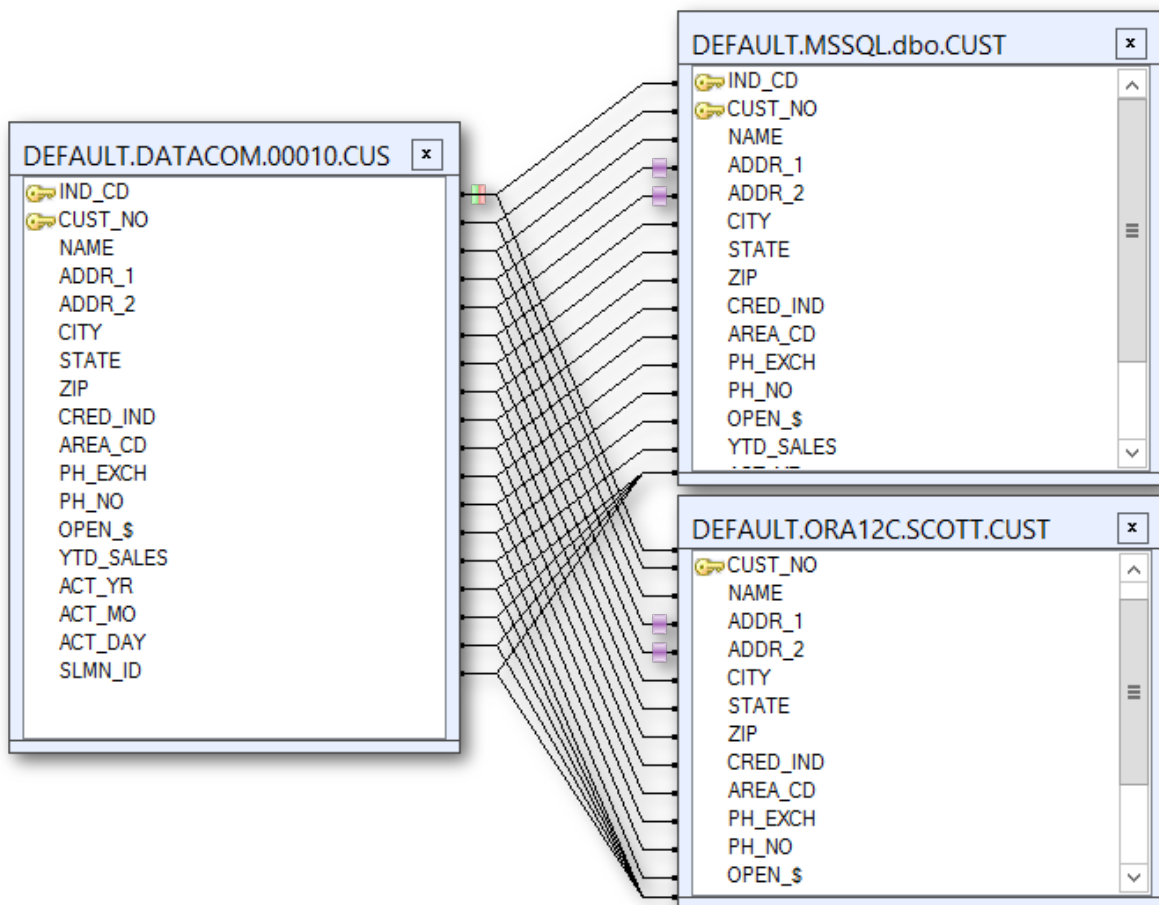 DEFAULT.DATACOM.00010.CUS x
IND_CD
CUST_NO
NAME
ADDR_1
ADDR_2
CITY
STATE
ZIP
CRED_IND
AREA_CD
PH_EXCH
PH_NO
OPEN_$
YTD_SALES
ACT_YR
ACT_MO
ACT_DAY
SLMN_ID
DEFAULT.MSSQL.dbo.CUST x
IND_CD
CUST_NO
NAME
ADDR_1
ADDR_2
CITY
STATE
ZIP
CRED_IND
AREA_CD
PH_EXCH
PH_NO
OPEN_$
YTD_SALES
DEFAULT.ORA12C.SCOTT.CUST x
CUST_NO
NAME
ADDR_1
ADDR_2
CITY
STATE
ZIP
CRED_IND
AREA_CD
PH_EXCH
PH_NO
OPEN_$